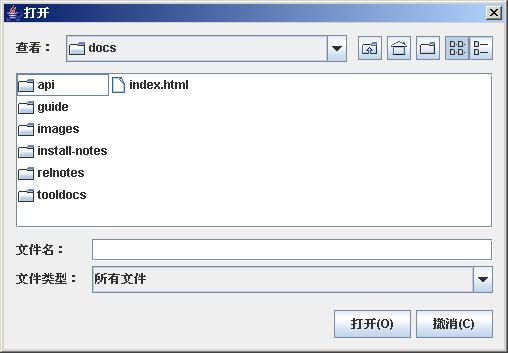 打开
查看： docs
api index.html
guide
images
install-notes
relnotes
tooldocs
文件名：
文件类型： 所有文件
打开(O) 撤消(C)